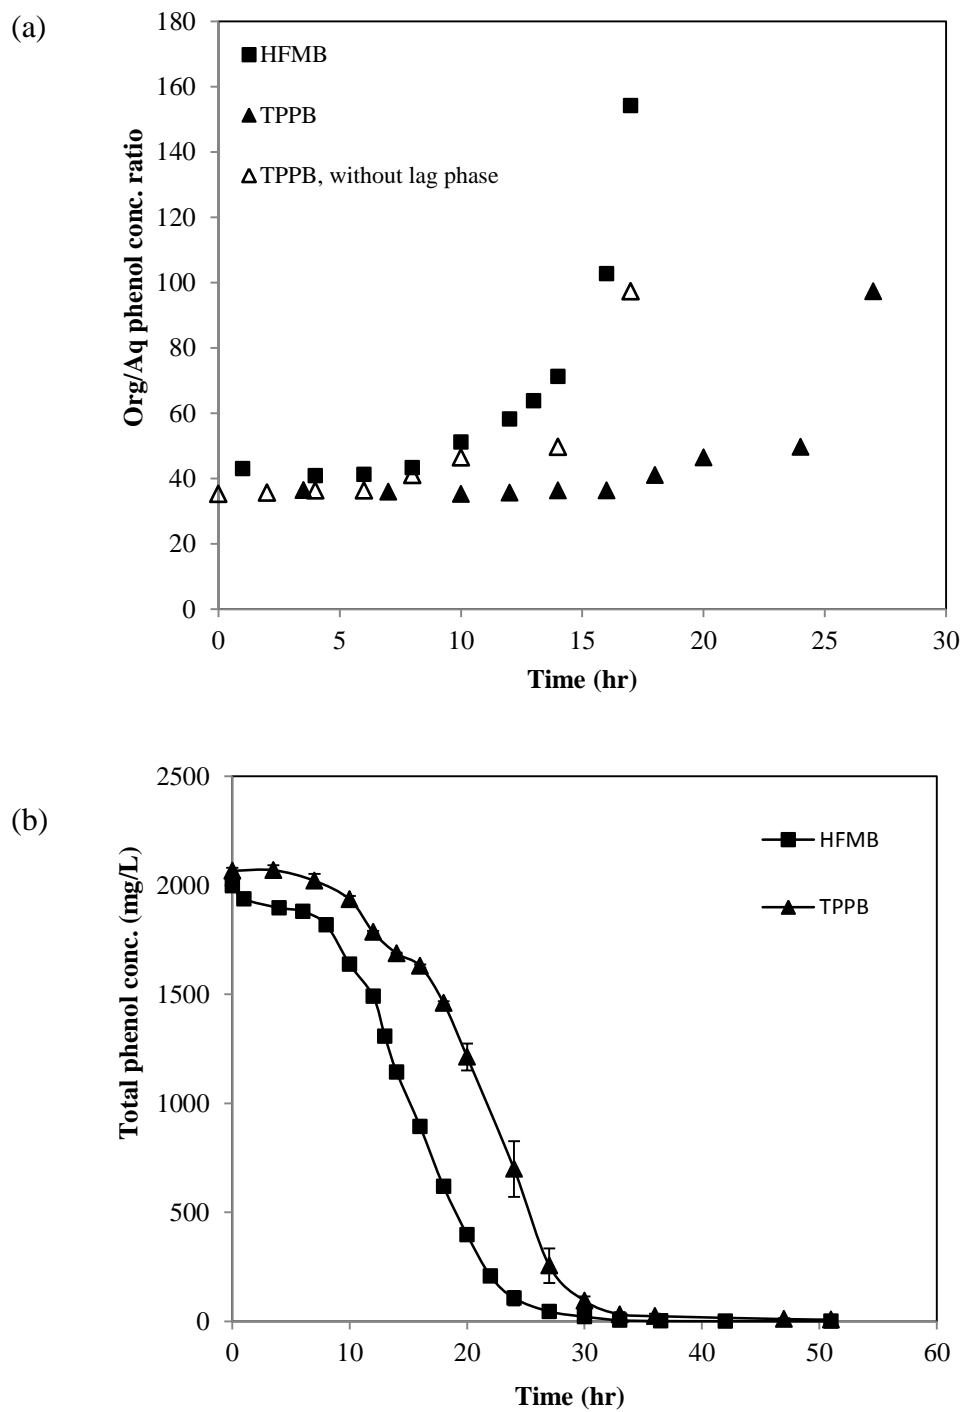 (a)
180
160
140
120
100
80
60
40
20
0
Org/Aq phenol conc. ratio
HFMB
TPPB
TPPB, without lag phase
0 5 10 15 20 25 30
Time (hr)
(b)
2500
2000
1500
1000
500
0
Total phenol conc. (mg/L)
HFMB
TPPB
0 10 20 30 40 50 60
Time (hr)